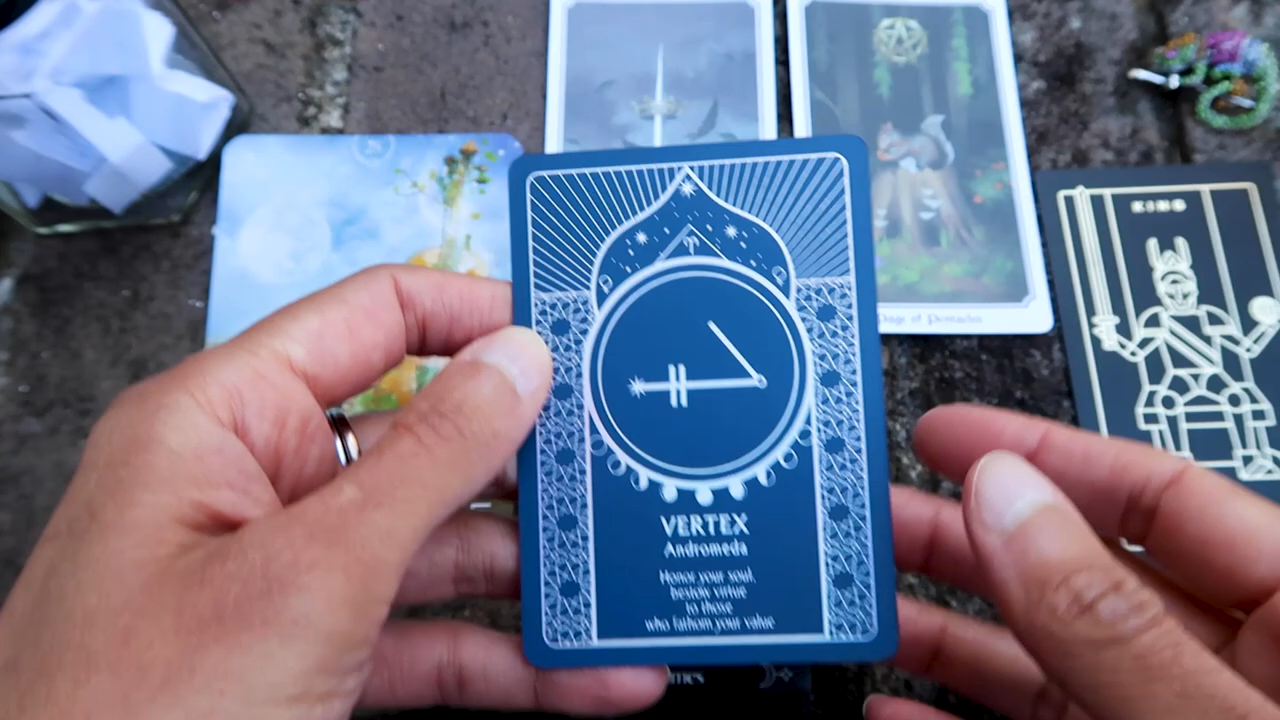 KING
Page of Pentacles
VERTEX
Andromeda
Honor your soul,
bestow virtue
to those
who fathom your value